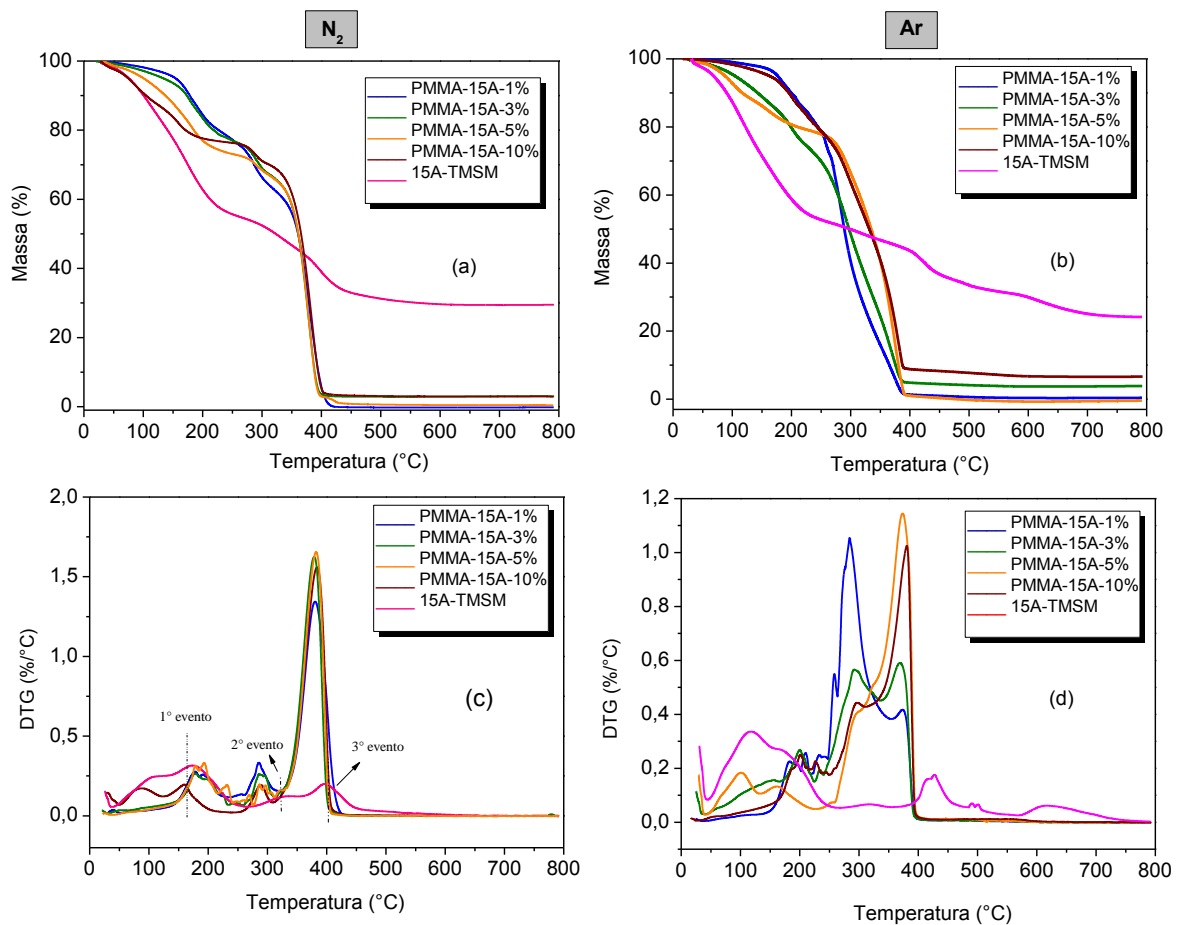 N2
Ar
100
80
60
40
20
0
Massa (%)
PMMA-15A-1%
PMMA-15A-3%
PMMA-15A-5%
PMMA-15A-10%
15A-TMSM
(a)
0 100 200 300 400 500 600 700 800
Temperatura (°C)
100
80
60
40
20
0
Massa (%)
PMMA-15A-1%
PMMA-15A-3%
PMMA-15A-5%
PMMA-15A-10%
15A-TMSM
(b)
0 100 200 300 400 500 600 700 800
Temperatura (°C)
2,0
1,5
1,0
0,5
0,0
DTG (%/°C)
PMMA-15A-1%
PMMA-15A-3%
PMMA-15A-5%
PMMA-15A-10%
15A-TMSM
(c)
1° evento
2° evento
3° evento
0 100 200 300 400 500 600 700 800
Temperatura (°C)
1,2
1,0
0,8
0,6
0,4
0,2
0,0
DTG (%/°C)
PMMA-15A-1%
PMMA-15A-3%
PMMA-15A-5%
PMMA-15A-10%
15A-TMSM
(d)
0 100 200 300 400 500 600 700 800
Temperatura (°C)